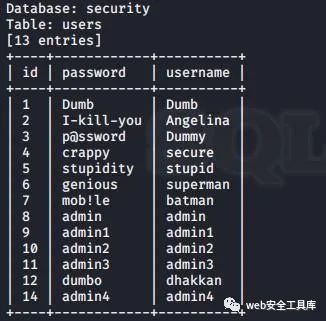 Database: security
Table: users
[13 entries]
+----+------------+----------+
| id | password | username |
+----+------------+----------+
| 1 | Dumb | Dumb |
| 2 | I-kill-you | Angelina |
| 3 | p@ssword | Dummy |
| 4 | crappy | secure |
| 5 | stupidity | stupid |
| 6 | genious | superman |
| 7 | mob!le | batman |
| 8 | admin | admin |
| 9 | admin1 | admin1 |
| 10 | admin2 | admin2 |
| 11 | admin3 | admin3 |
| 12 | dumbo | dhakkan |
| 14 | admin4 | admin4 |
+----+------------+----------+
web安全工具库